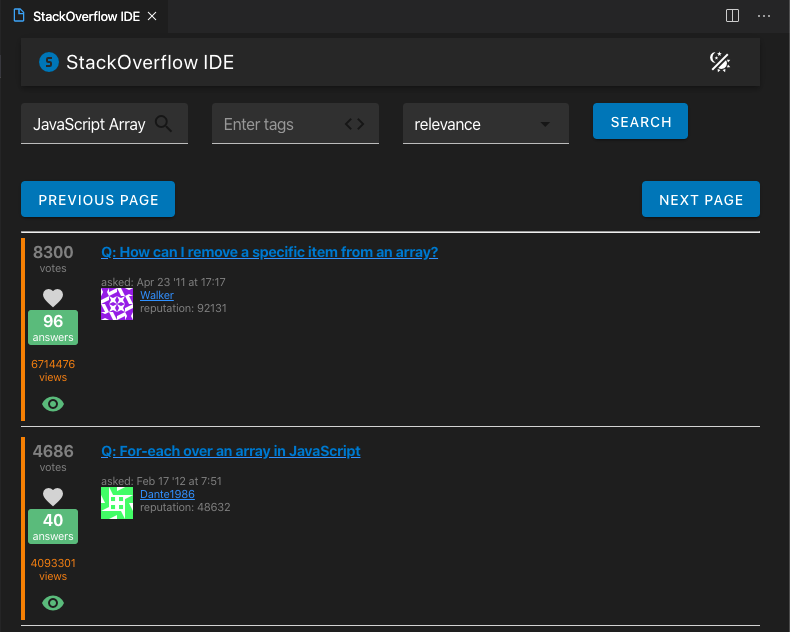 StackOverflow IDE
S StackOverflow IDE
JavaScript Array Enter tags relevance SEARCH
PREVIOUS PAGE NEXT PAGE
8300 Q: How can I remove a specific item from an array?
votes
asked: Apr 23 '11 at 17:17
Walker
reputation: 92131
96
answers
6714476
views
4686 Q: For-each over an array in JavaScript
votes
asked: Feb 17 '12 at 7:51
Dante1986
reputation: 48632
40
answers
4093301
views